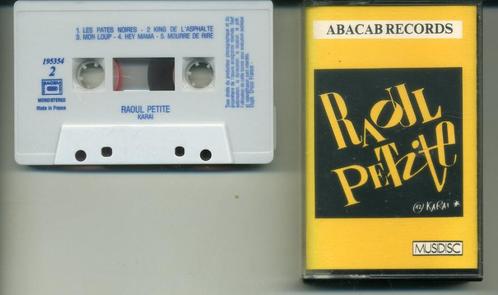 1. LES PATES NOIRES - 2 KING DE L'ASPHALTE
3. MON LOUP - 4. HEY MAMA - 5. MOURRE DE RIRE
195354
2
MONO/STEREO
Made in France
RAOUL PETITE
KARAI
ABACAB RECORDS
RAOUL
PETITE
@ KARAI *
MUSIDISC